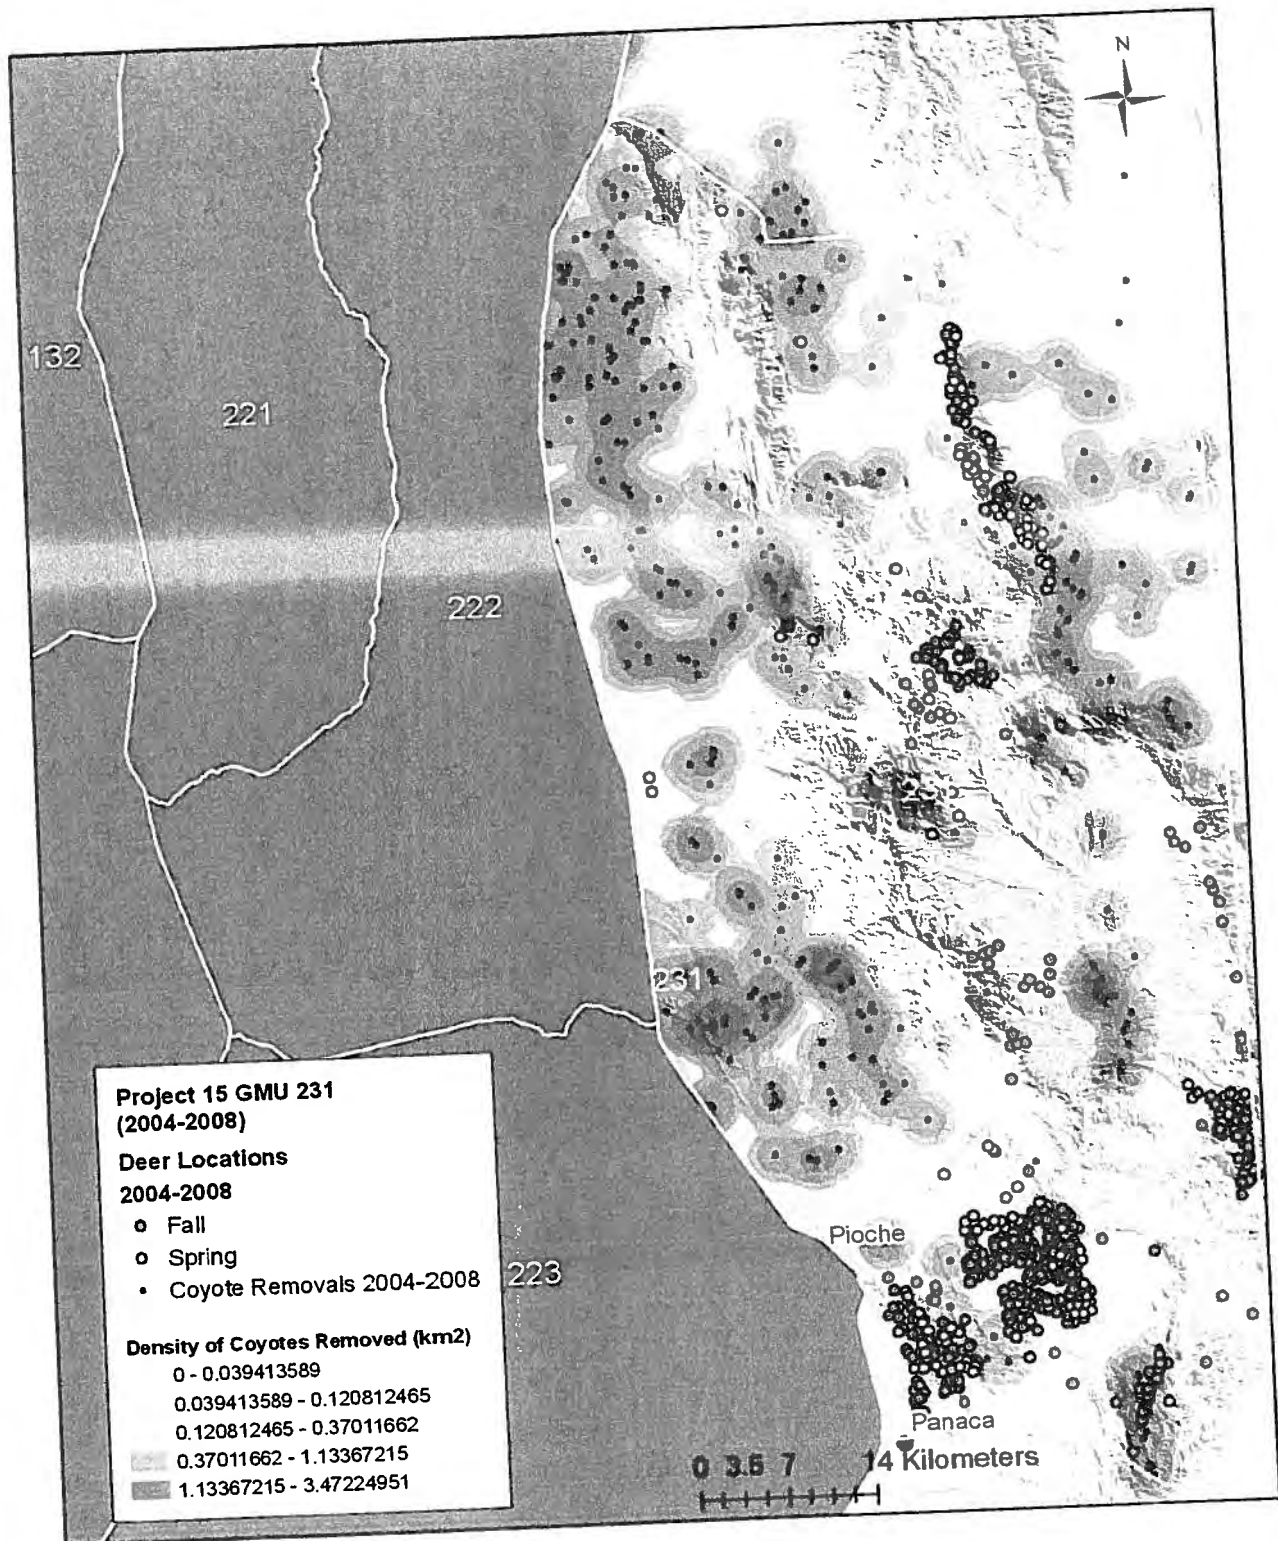 N
132
221
222
231
Project 15 GMU 231
(2004-2008)
Deer Locations
2004-2008
Fall
Spring
Coyote Removals 2004-2008
Density of Coyotes Removed (km2)
0 - 0.039413589
0.039413589 - 0.120812465
0.120812465 - 0.37011662
0.37011662 - 1.13367215
1.13367215 - 3.47224951
223
Pioche
Panaca
0 3.5 7 14 Kilometers